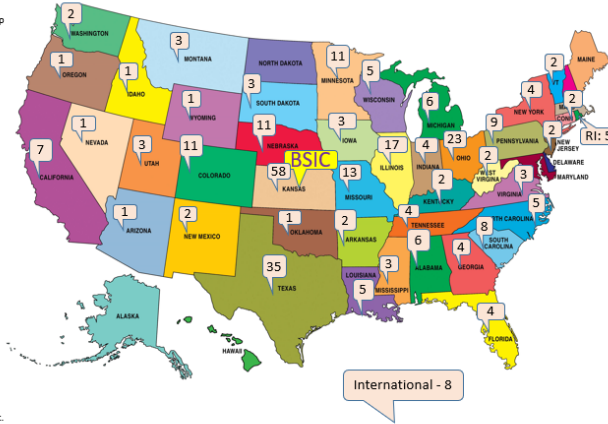 2
WASHINGTON
1
OREGON
1
IDAHO
3
MONTANA
NORTH DAKOTA
11
MINNESOTA
5
WISCONSIN
6
MICHIGAN
2
VT
MAINE
4
NEW YORK
2
CONN
RI:
9
PENNSYLVANIA
2
NEW
JERSEY
DELAWARE
MARYLAND
3
SOUTH DAKOTA
1
WYOMING
7
CALIFORNIA
1
NEVADA
3
UTAH
11
COLORADO
11
NEBRASKA
3
IOWA
17
ILLINOIS
4
INDIANA
23
OHIO
2
WEST
VIRGINIA
3
VIRGINIA
BSIC
58
KANSAS
13
MISSOURI
2
KENTUCKY
5
NORTH CAROLINA
4
TENNESSEE
8
SOUTH
CAROLINA
1
ARIZONA
2
NEW MEXICO
1
OKLAHOMA
2
ARKANSAS
35
TEXAS
LOUISIANA
5
3
MISSISSIPPI
6
ALABAMA
4
GEORGIA
4
FLORIDA
ALASKA
HAWAII
International - 8